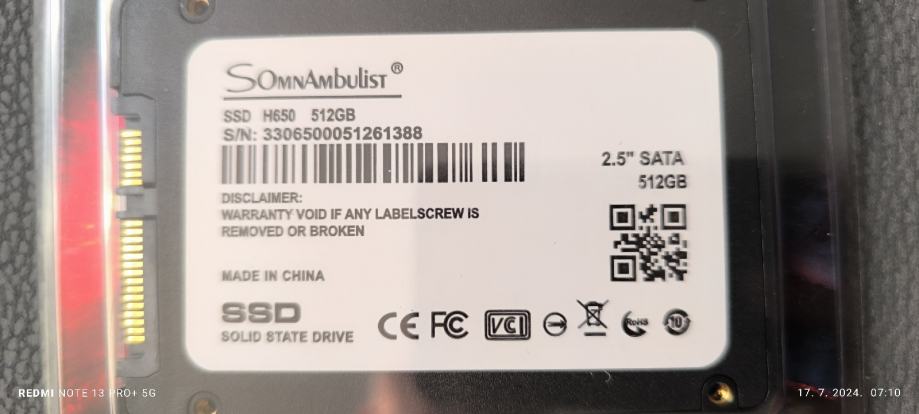 SOMNAMBULIST®
SSD H650 512GB
S/N: 3306500051261388
2.5" SATA
512GB
DISCLAIMER:
WARRANTY VOID IF ANY LABELSCREW IS
REMOVED OR BROKEN
MADE IN CHINA
SSD
SOLID STATE DRIVE
CE FC VCI RoHS 10
REDMI NOTE 13 PRO+ 5G
17. 7. 2024. 07:10